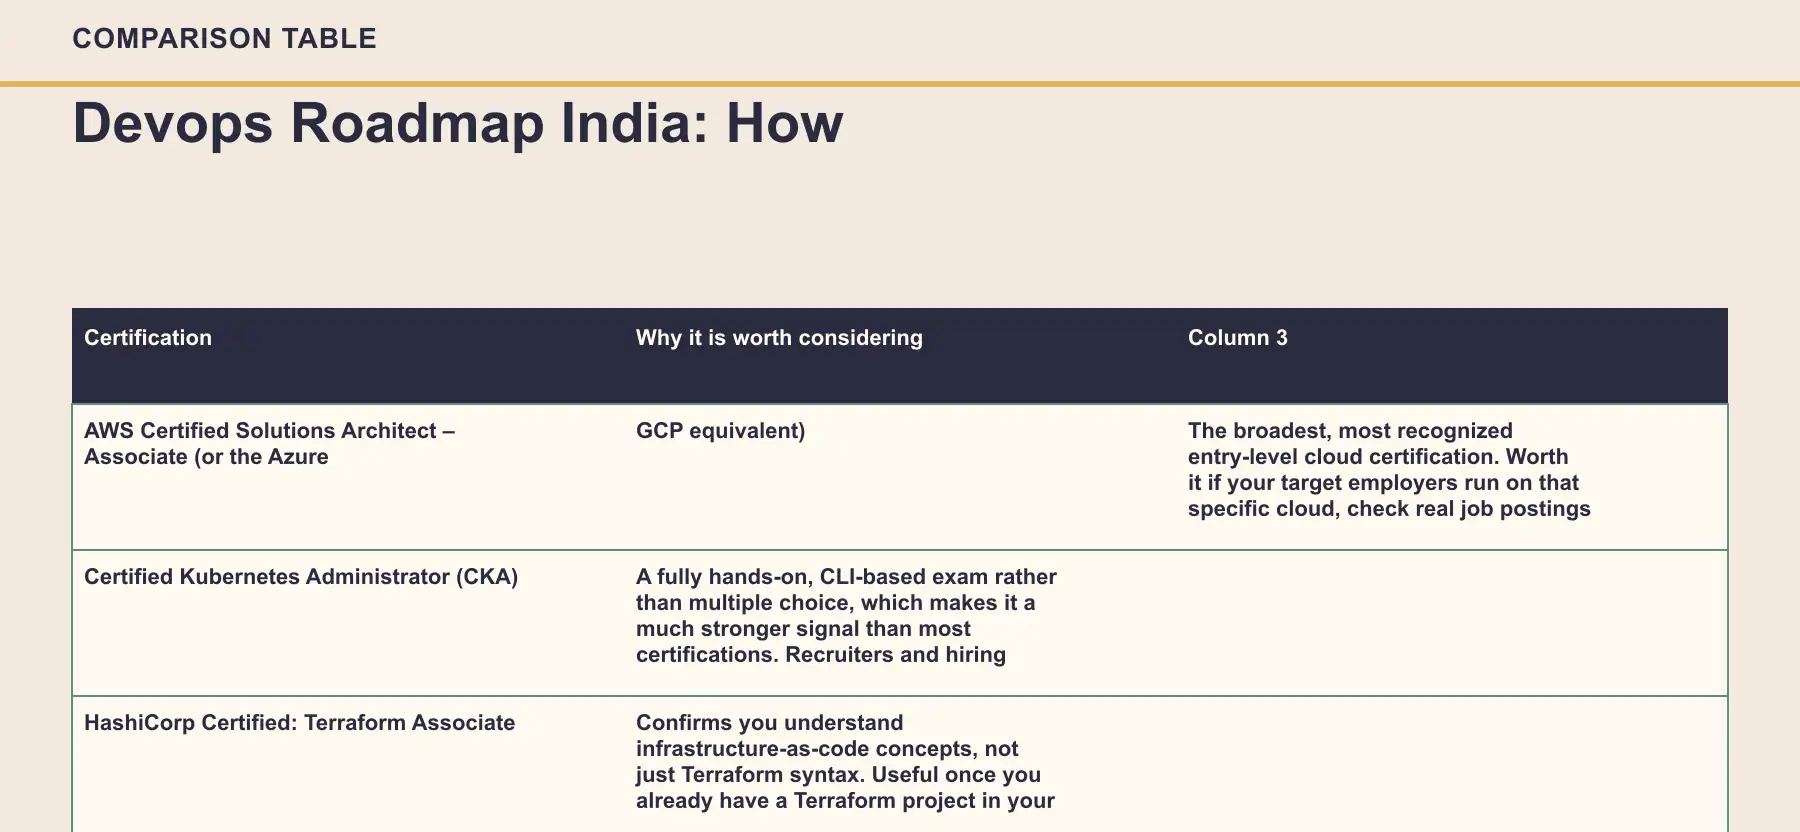 COMPARISON TABLE
Devops Roadmap India: How
Certification
Why it is worth considering
Column 3
AWS Certified Solutions Architect –
Associate (or the Azure
GCP equivalent)
The broadest, most recognized
entry-level cloud certification. Worth
it if your target employers run on that
specific cloud, check real job postings
Certified Kubernetes Administrator (CKA)
A fully hands-on, CLI-based exam rather
than multiple choice, which makes it a
much stronger signal than most
certifications. Recruiters and hiring
HashiCorp Certified: Terraform Associate
Confirms you understand
infrastructure-as-code concepts, not
just Terraform syntax. Useful once you
already have a Terraform project in your